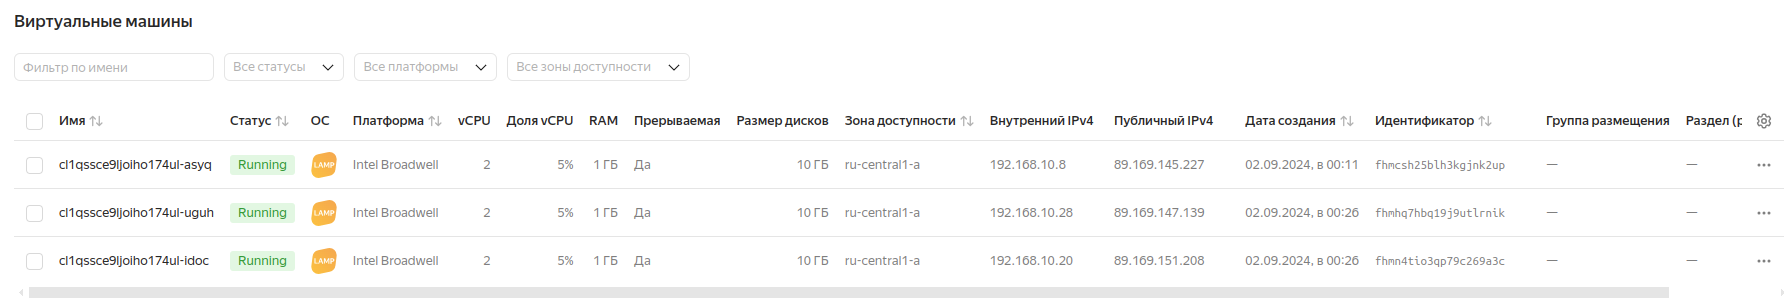 Виртуальные машины
Фильтр по имени Все статусы Все платформы Все зоны доступности
Имя Статус ОС Платформа vCPU Доля vCPU RAM Прерываемая Размер дисков Зона доступности Внутренний IPv4 Публичный IPv4 Дата создания Идентификатор Группа размещения Раздел (р
cl1qssce9ljoiho174ul-asyq Running LAMP Intel Broadwell 2 5% 1 ГБ Да 10 ГБ ru-central1-a 192.168.10.8 89.169.145.227 02.09.2024, в 00:11 fhmcsh25blh3kgjnk2up — —
cl1qssce9ljoiho174ul-uguh Running LAMP Intel Broadwell 2 5% 1 ГБ Да 10 ГБ ru-central1-a 192.168.10.28 89.169.147.139 02.09.2024, в 00:26 fhmhq7hbq19j9utlrnik — —
cl1qssce9ljoiho174ul-idoc Running LAMP Intel Broadwell 2 5% 1 ГБ Да 10 ГБ ru-central1-a 192.168.10.20 89.169.151.208 02.09.2024, в 00:26 fhmn4tio3qp79c269a3c — —